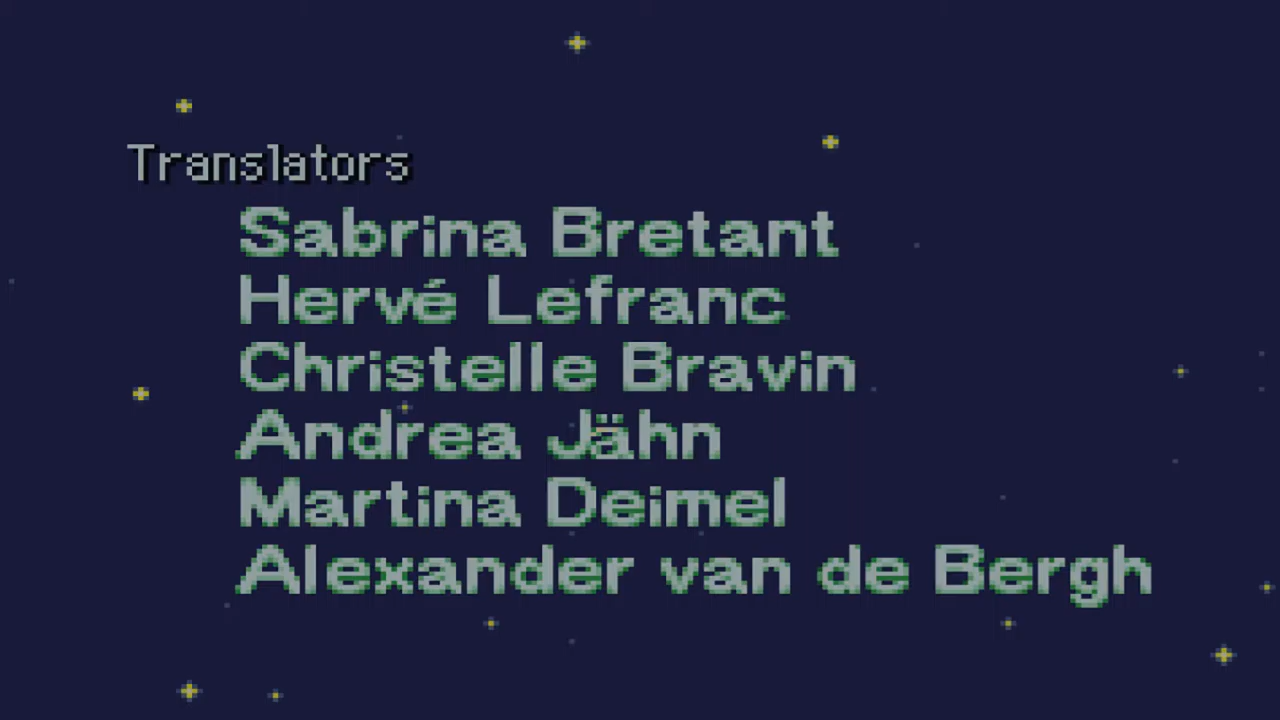 Translators
Sabrina Bretant
Hervé Lefranc
Christelle Bravin
Andrea Jähn
Martina Deimel
Alexander van de Bergh